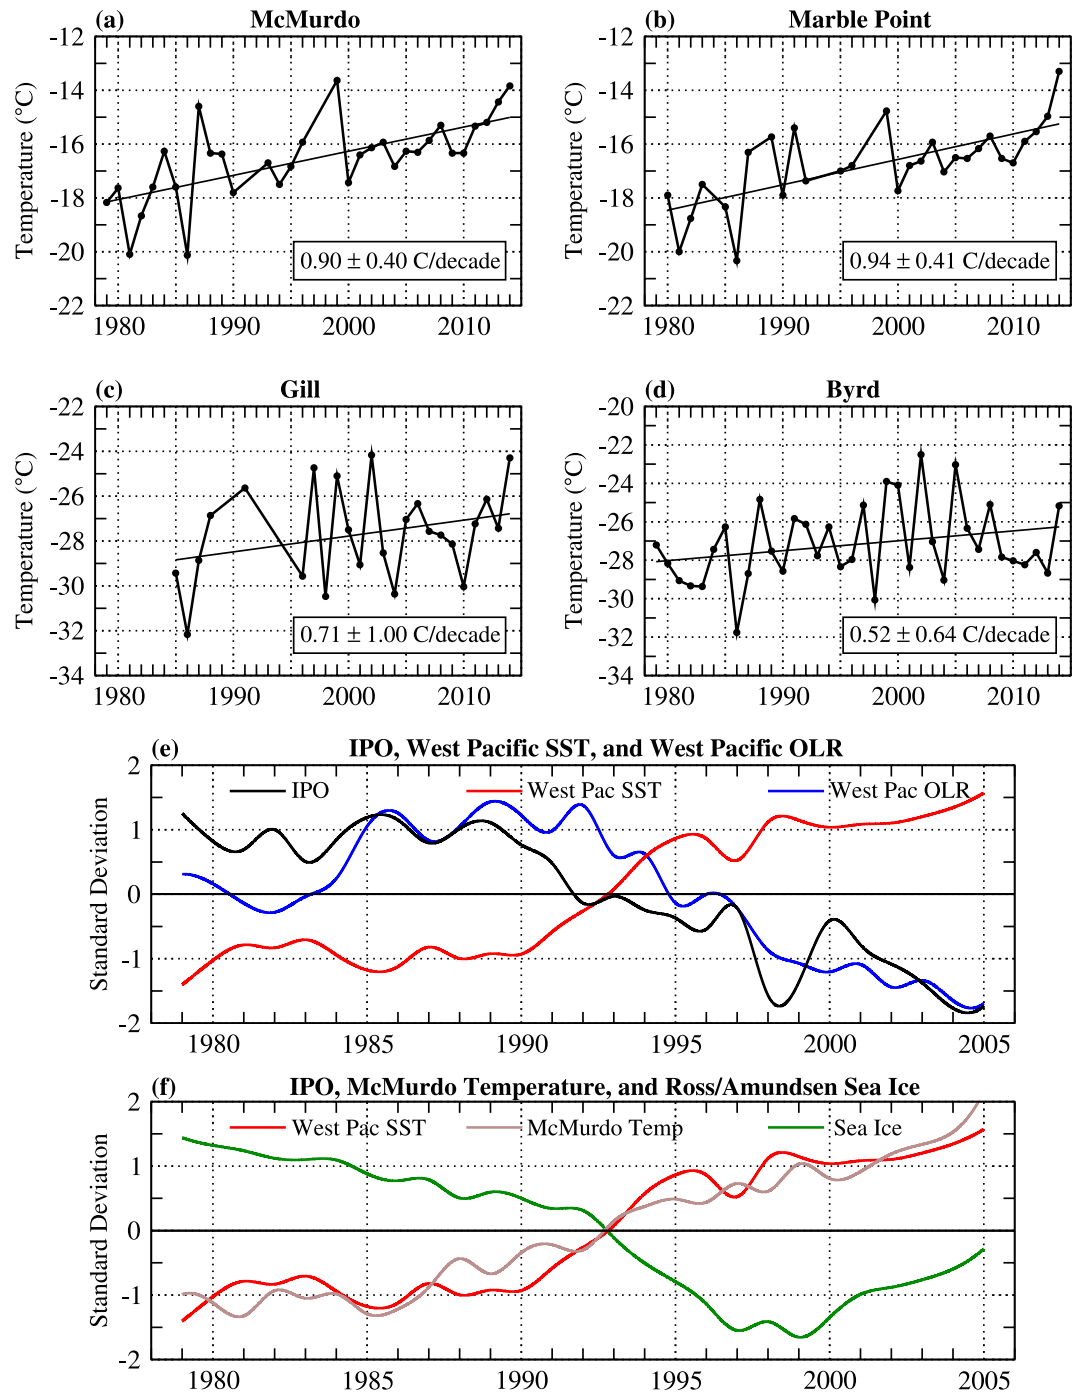 (a) McMurdo
(b) Marble Point
-12
-14
-16
-18
-20
-22
Temperature (°C)
0.90 ± 0.40 C/decade
1980 1990 2000 2010
-12
-14
-16
-18
-20
-22
Temperature (°C)
0.94 ± 0.41 C/decade
1980 1990 2000 2010
(c) Gill
(d) Byrd
-22
-24
-26
-28
-30
-32
-34
Temperature (°C)
0.71 ± 1.00 C/decade
1980 1990 2000 2010
-20
-22
-24
-26
-28
-30
-32
-34
Temperature (°C)
0.52 ± 0.64 C/decade
1980 1990 2000 2010
(e) IPO, West Pacific SST, and West Pacific OLR
IPO West Pac SST West Pac OLR
2
1
0
-1
-2
Standard Deviation
1980 1985 1990 1995 2000 2005
(f) IPO, McMurdo Temperature, and Ross/Amundsen Sea Ice
West Pac SST McMurdo Temp Sea Ice
2
1
0
-1
-2
Standard Deviation
1980 1985 1990 1995 2000 2005